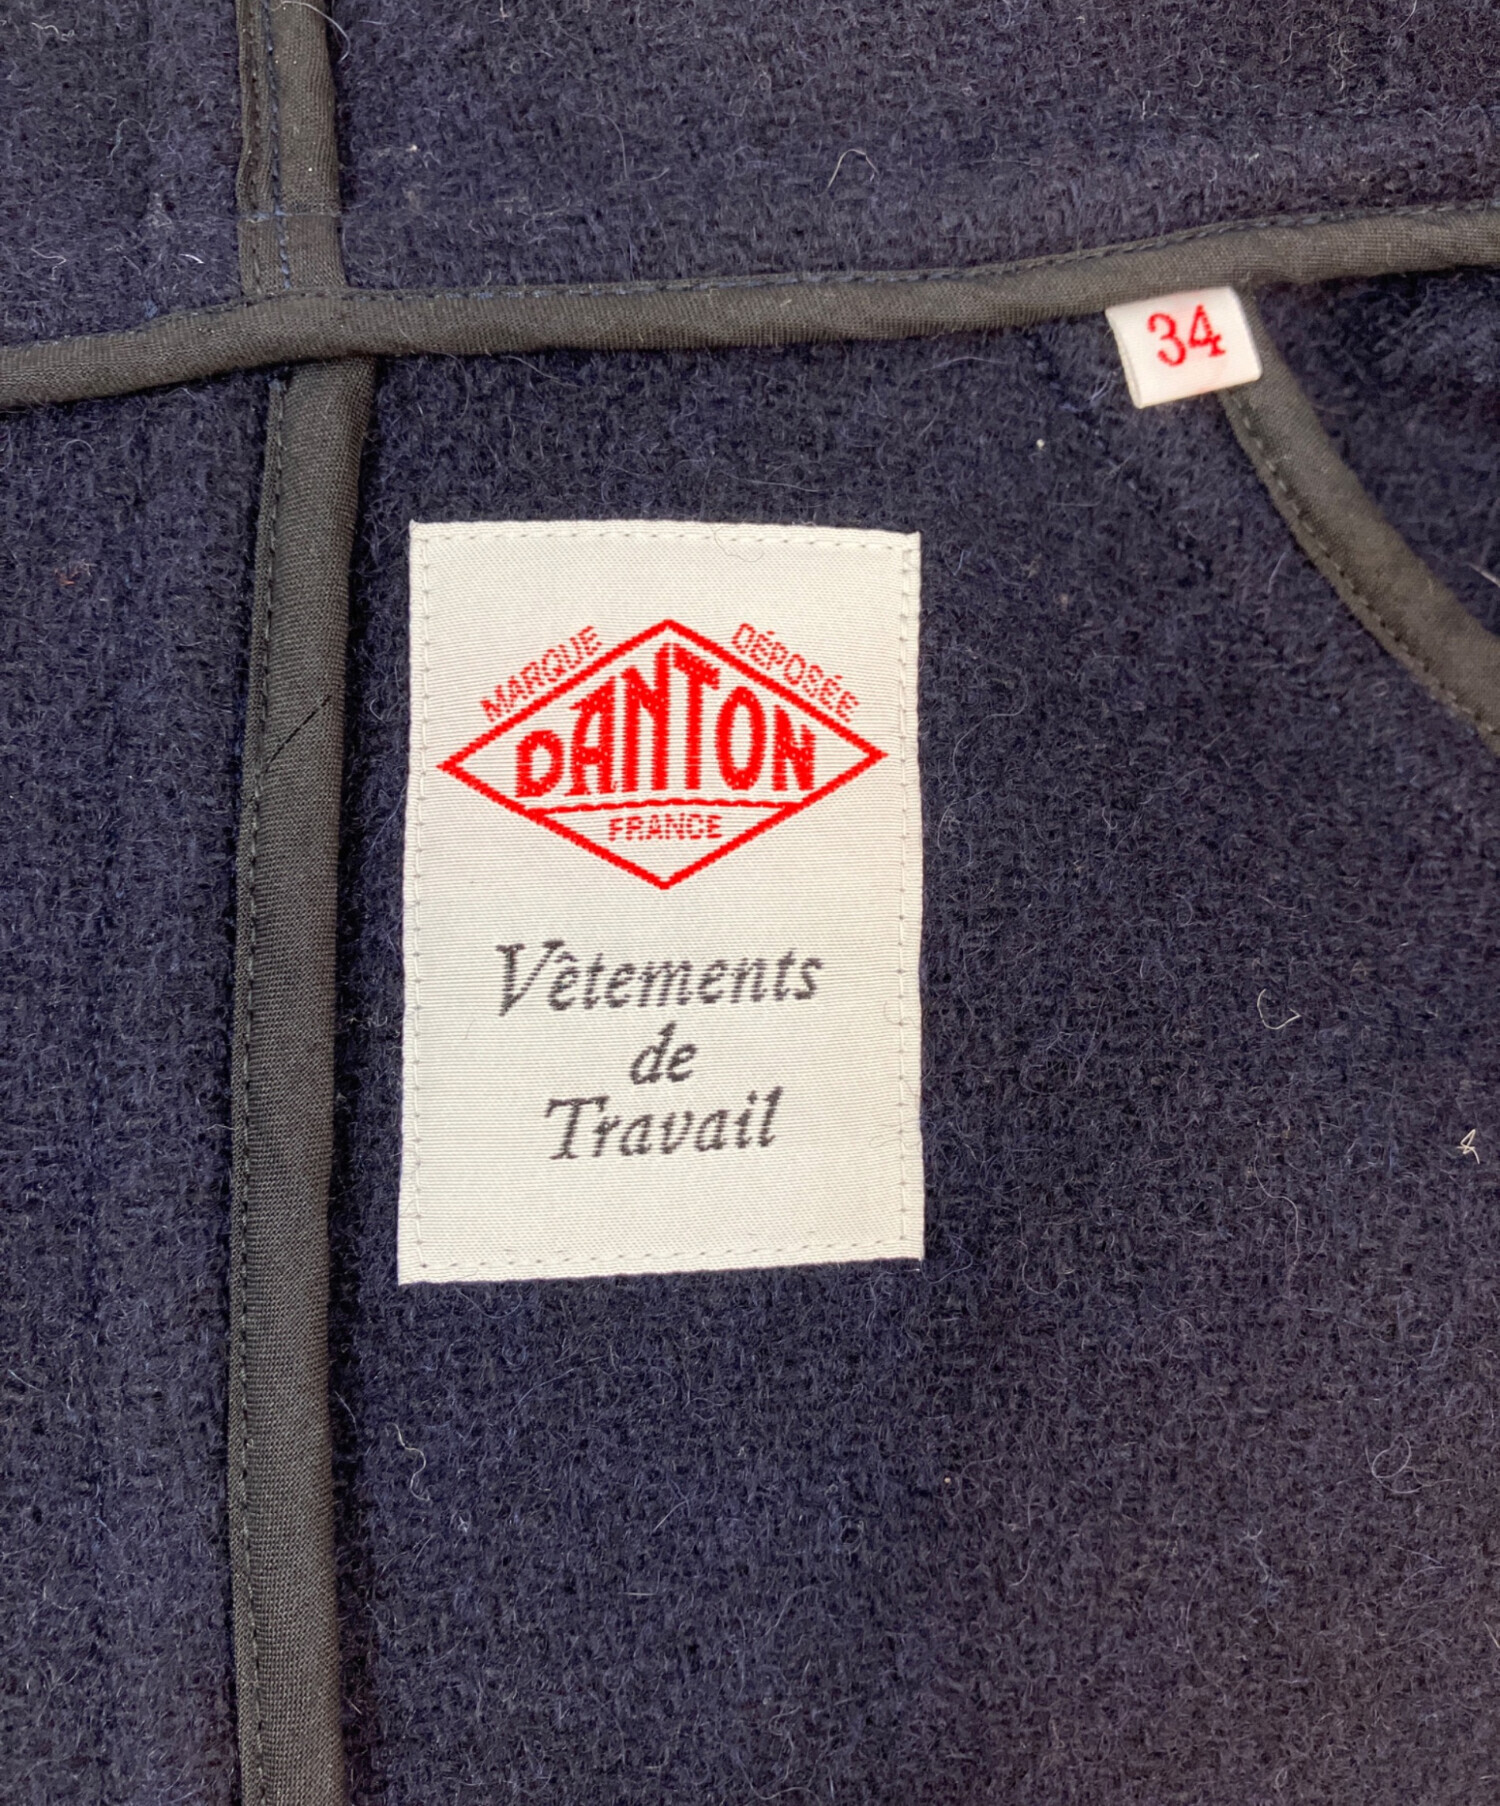 34
MARQUE DÉPOSÉE
DANTON
FRANCE
Vêtements
de
Travail